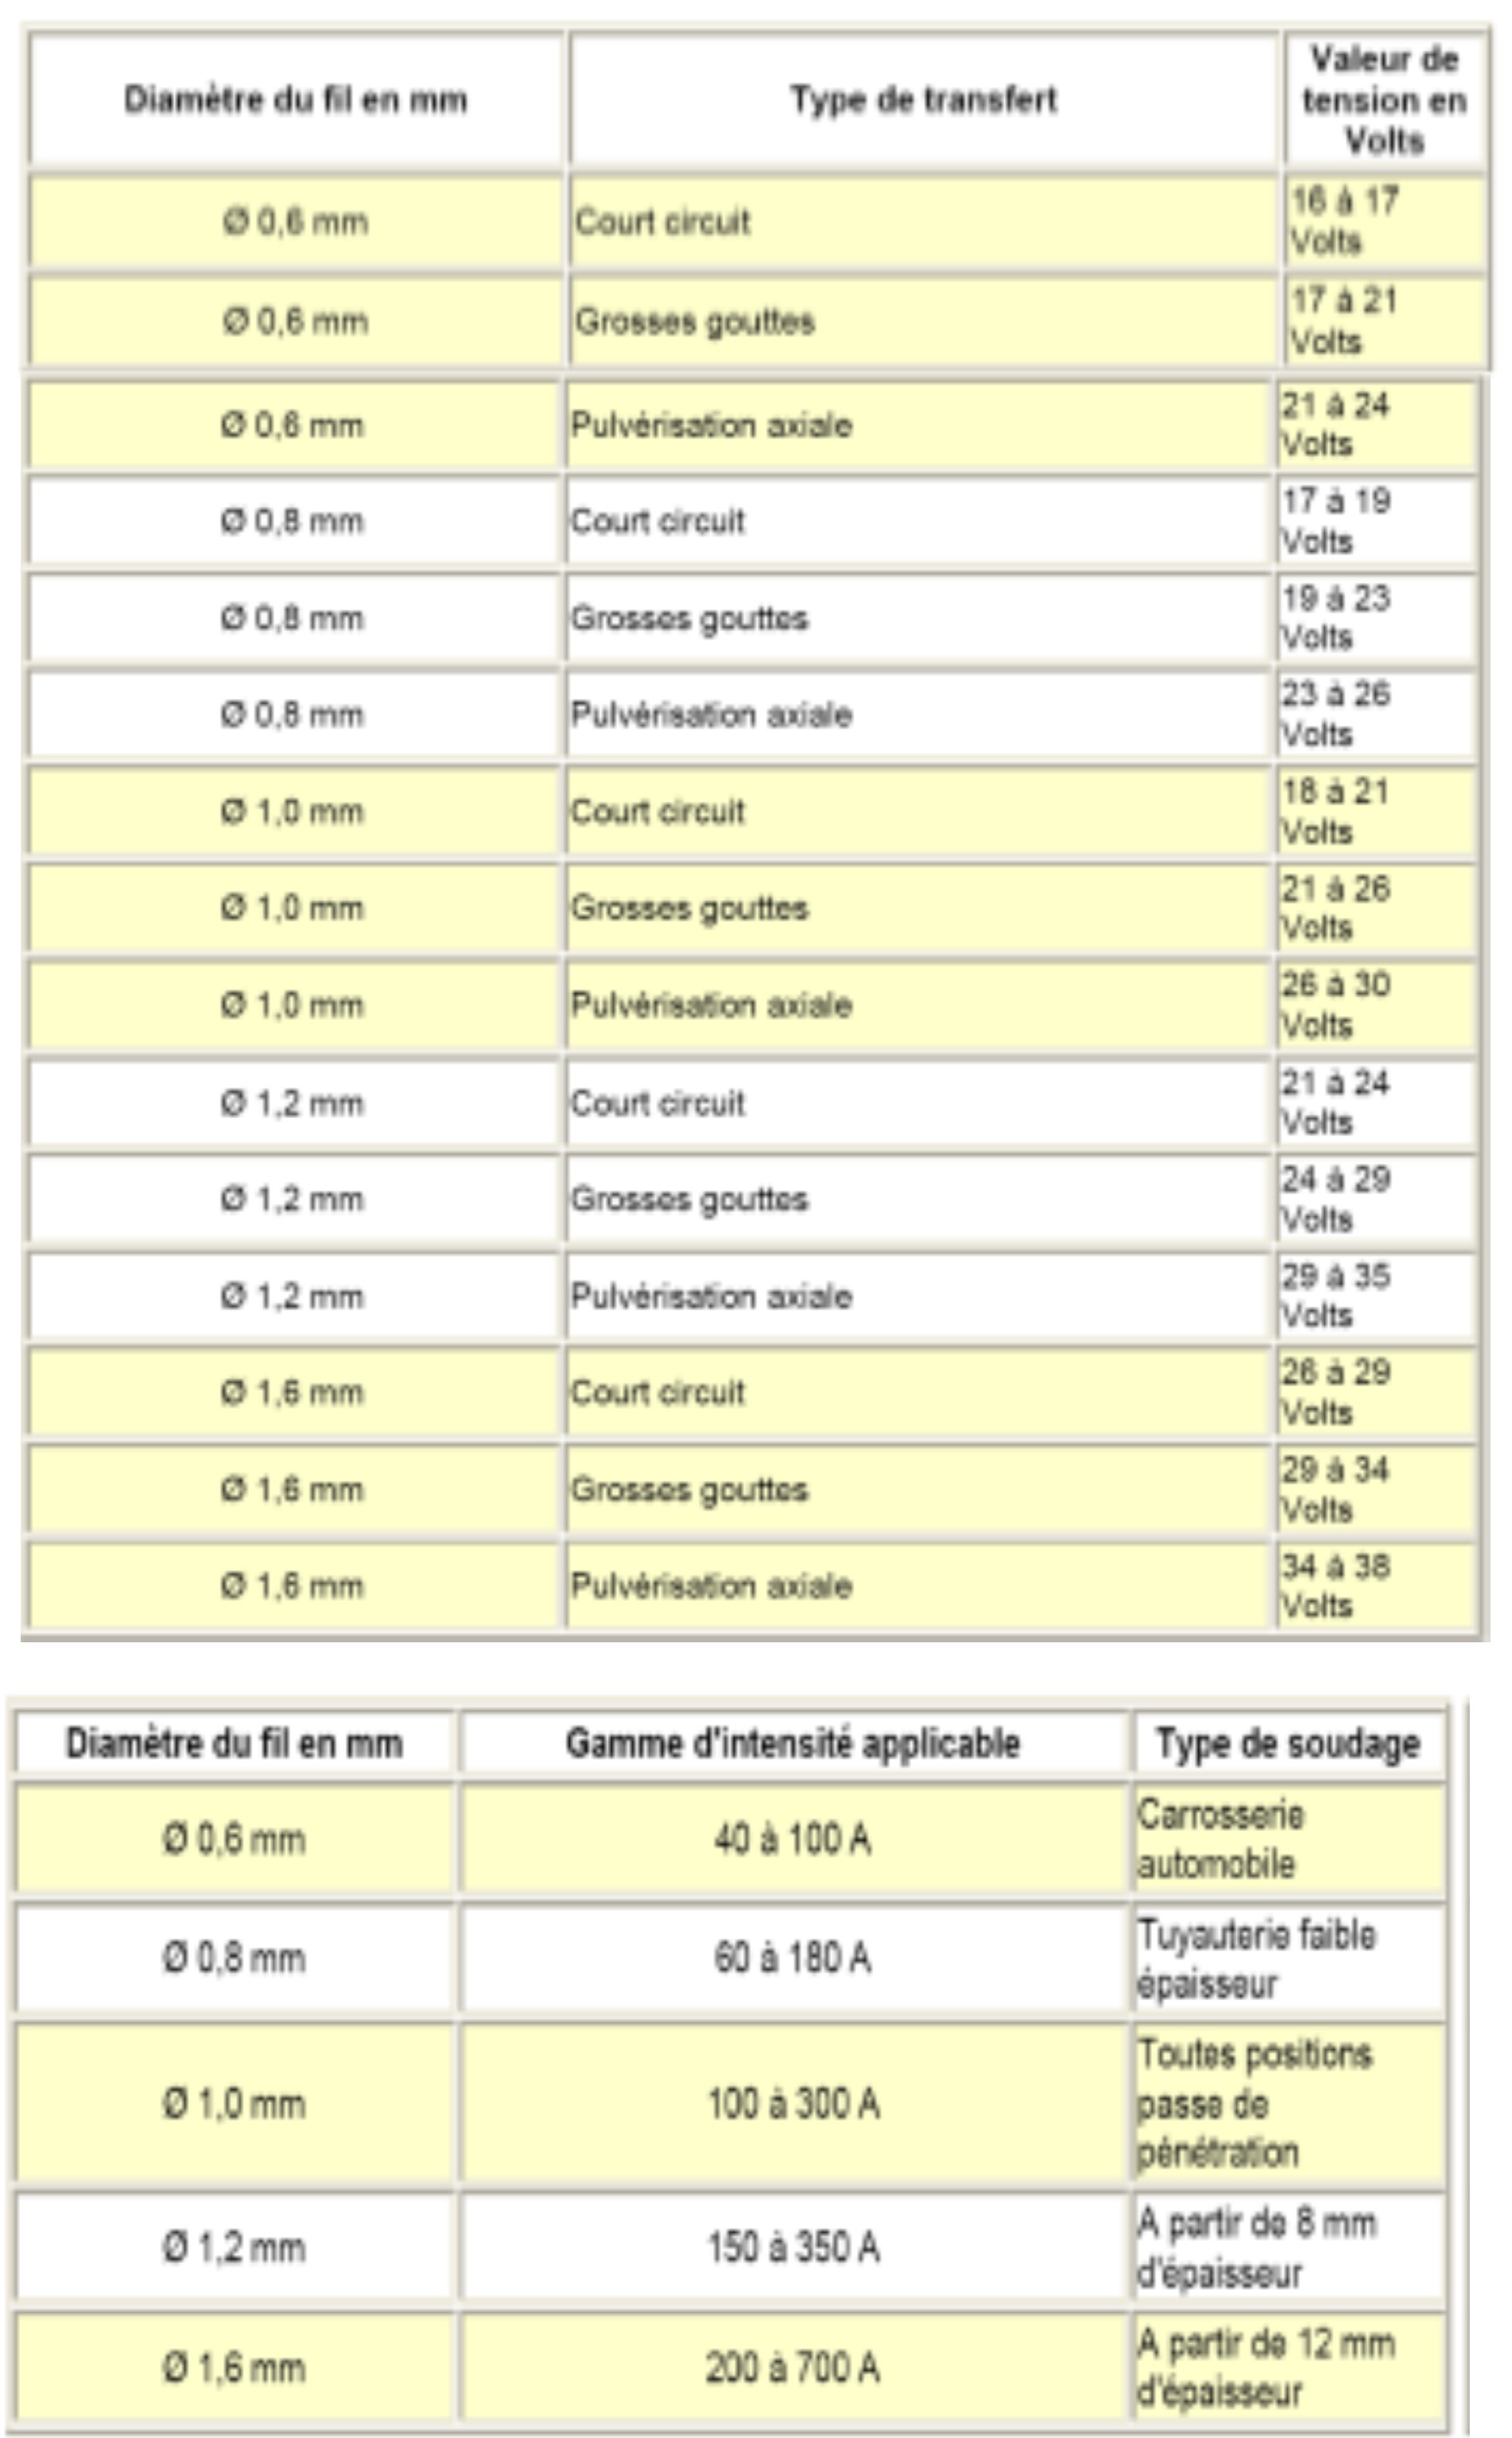 Diamètre du fil en mm Type de transfert Valeur de tension en Volts
Ø 0,6 mm Court circuit 16 à 17 Volts
Ø 0,6 mm Grosses gouttes 17 à 21 Volts
Ø 0,6 mm Pulvérisation axiale 21 à 24 Volts
Ø 0,8 mm Court circuit 17 à 19 Volts
Ø 0,8 mm Grosses gouttes 19 à 23 Volts
Ø 0,8 mm Pulvérisation axiale 23 à 26 Volts
Ø 1,0 mm Court circuit 18 à 21 Volts
Ø 1,0 mm Grosses gouttes 21 à 26 Volts
Ø 1,0 mm Pulvérisation axiale 26 à 30 Volts
Ø 1,2 mm Court circuit 21 à 24 Volts
Ø 1,2 mm Grosses gouttes 24 à 29 Volts
Ø 1,2 mm Pulvérisation axiale 29 à 35 Volts
Ø 1,6 mm Court circuit 26 à 29 Volts
Ø 1,6 mm Grosses gouttes 29 à 34 Volts
Ø 1,6 mm Pulvérisation axiale 34 à 38 Volts
Diamètre du fil en mm Gamme d'intensité applicable Type de soudage
Ø 0,6 mm 40 à 100 A Carrosserie automobile
Ø 0,8 mm 60 à 180 A Tuyauterie faible épaisseur
Ø 1,0 mm 100 à 300 A Toutes positions passe de pénétration
Ø 1,2 mm 150 à 350 A A partir de 8 mm d'épaisseur
Ø 1,6 mm 200 à 700 A A partir de 12 mm d'épaisseur